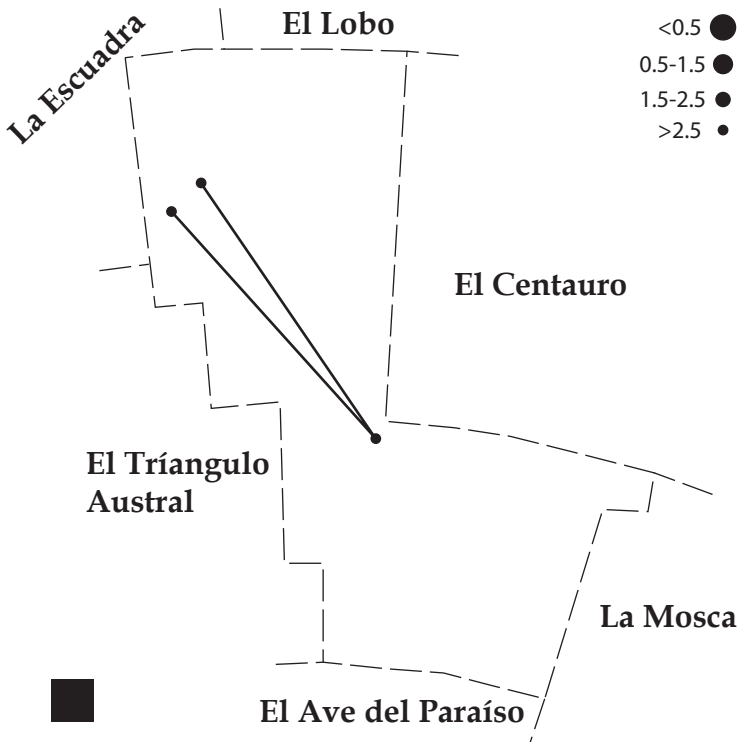 El Lobo
La Escuadra
<0.5
0.5-1.5
1.5-2.5
>2.5
El Centauro
El Tríangulo
Austral
La Mosca
El Ave del Paraíso